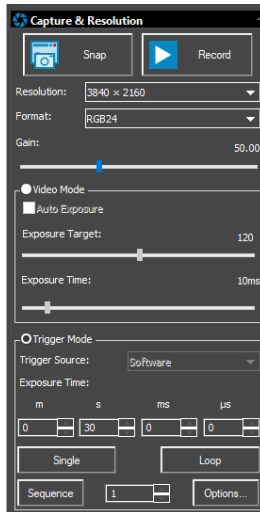 Capture & Resolution
Snap Record
Resolution: 3840 × 2160
Format: RGB24
Gain: 50.00
Video Mode
Auto Exposure
Exposure Target: 120
Exposure Time: 10ms
Trigger Mode
Trigger Source: Software
Exposure Time:
m s ms μs
0 30 0 0
Single Loop
Sequence 1 Options...